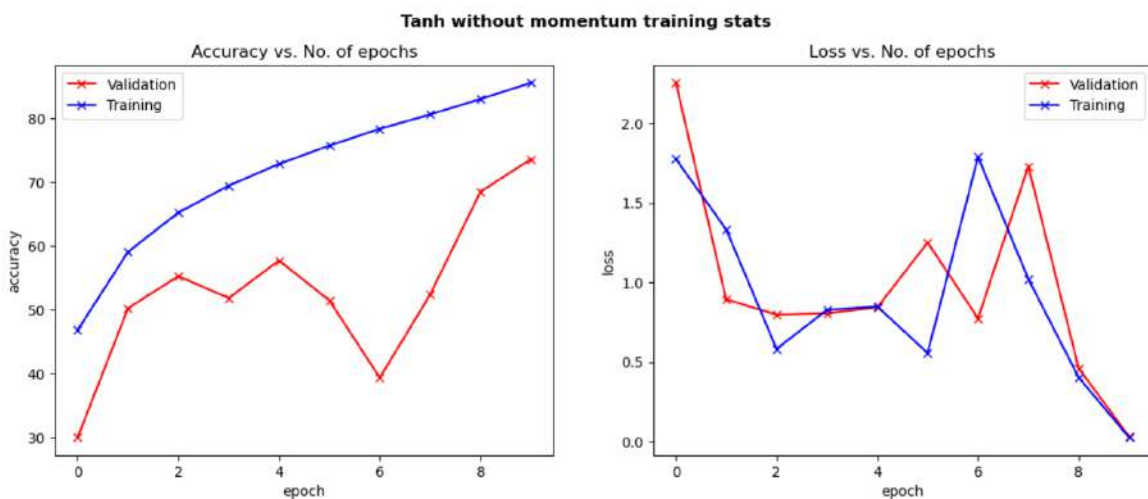 Tanh without momentum training stats
Accuracy vs. No. of epochs
Validation
Training
80
70
60
50
40
30
accuracy
0 2 4 6 8
epoch
Loss vs. No. of epochs
Validation
Training
2.0
1.5
1.0
0.5
0.0
loss
0 2 4 6 8
epoch